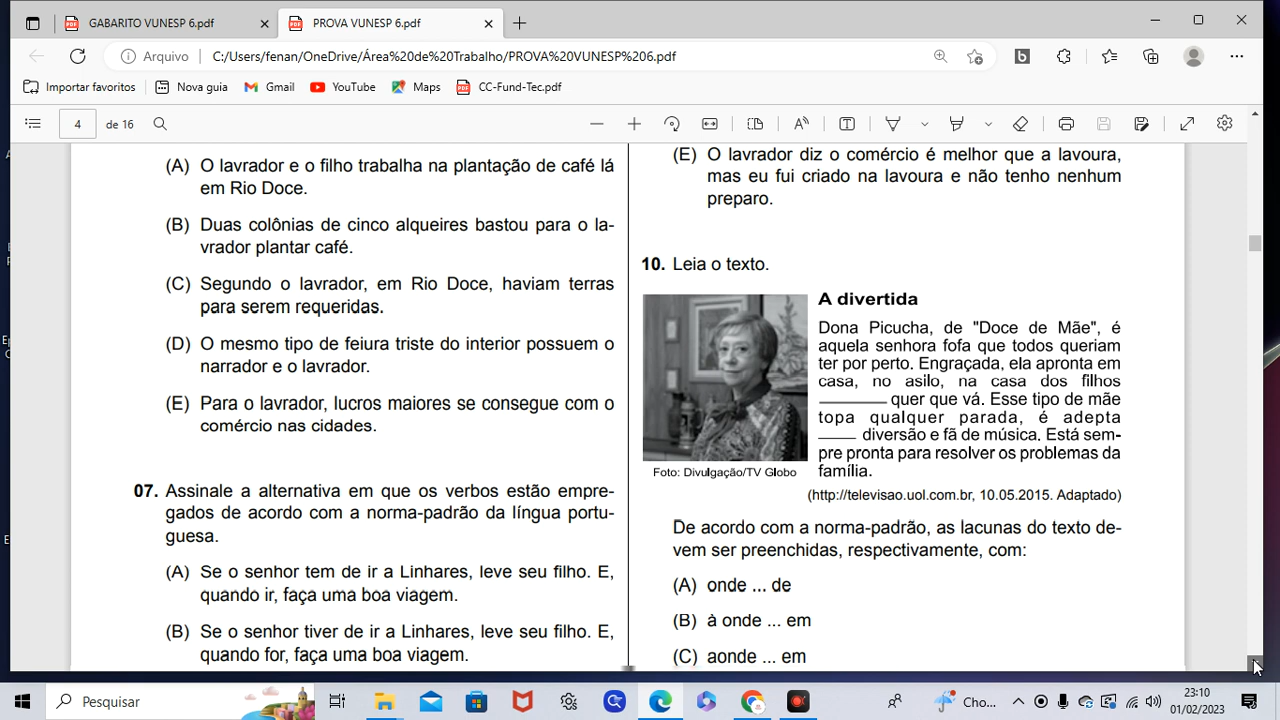 GABARITO VUNESP 6.pdf
PROVA VUNESP 6.pdf
Arquivo
C:/Users/fenan/OneDrive/Área%20de%20Trabalho/PROVA%20VUNESP%206.pdf
Importar favoritos
Nova guia
Gmail
YouTube
Maps
CC-Fund-Tec.pdf
4
de 16
(A) O lavrador e o filho trabalha na plantação de café lá
em Rio Doce.
(B) Duas colônias de cinco alqueires bastou para o la-
vrador plantar café.
(C) Segundo o lavrador, em Rio Doce, haviam terras
para serem requeridas.
(D) O mesmo tipo de feiura triste do interior possuem o
narrador e o lavrador.
(E) Para o lavrador, lucros maiores se consegue com o
comércio nas cidades.
07. Assinale a alternativa em que os verbos estão empre-
gados de acordo com a norma-padrão da língua portu-
guesa.
(A) Se o senhor tem de ir a Linhares, leve seu filho. E,
quando ir, faça uma boa viagem.
(B) Se o senhor tiver de ir a Linhares, leve seu filho. E,
quando for, faça uma boa viagem.
(E) O lavrador diz o comércio é melhor que a lavoura,
mas eu fui criado na lavoura e não tenho nenhum
preparo.
10. Leia o texto.
A divertida
Dona Picucha, de "Doce de Mãe", é
aquela senhora fofa que todos queriam
ter por perto. Engraçada, ela apronta em
casa, no asilo, na casa dos filhos
_______ quer que vá. Esse tipo de mãe
topa qualquer parada, é adepta
____ diversão e fã de música. Está sem-
pre pronta para resolver os problemas da
família.
Foto: Divulgação/TV Globo
(http://televisao.uol.com.br, 10.05.2015. Adaptado)
De acordo com a norma-padrão, as lacunas do texto de-
vem ser preenchidas, respectivamente, com:
(A) onde ... de
(B) à onde ... em
(C) aonde ... em
Pesquisar
Cho...
23:10
01/02/2023